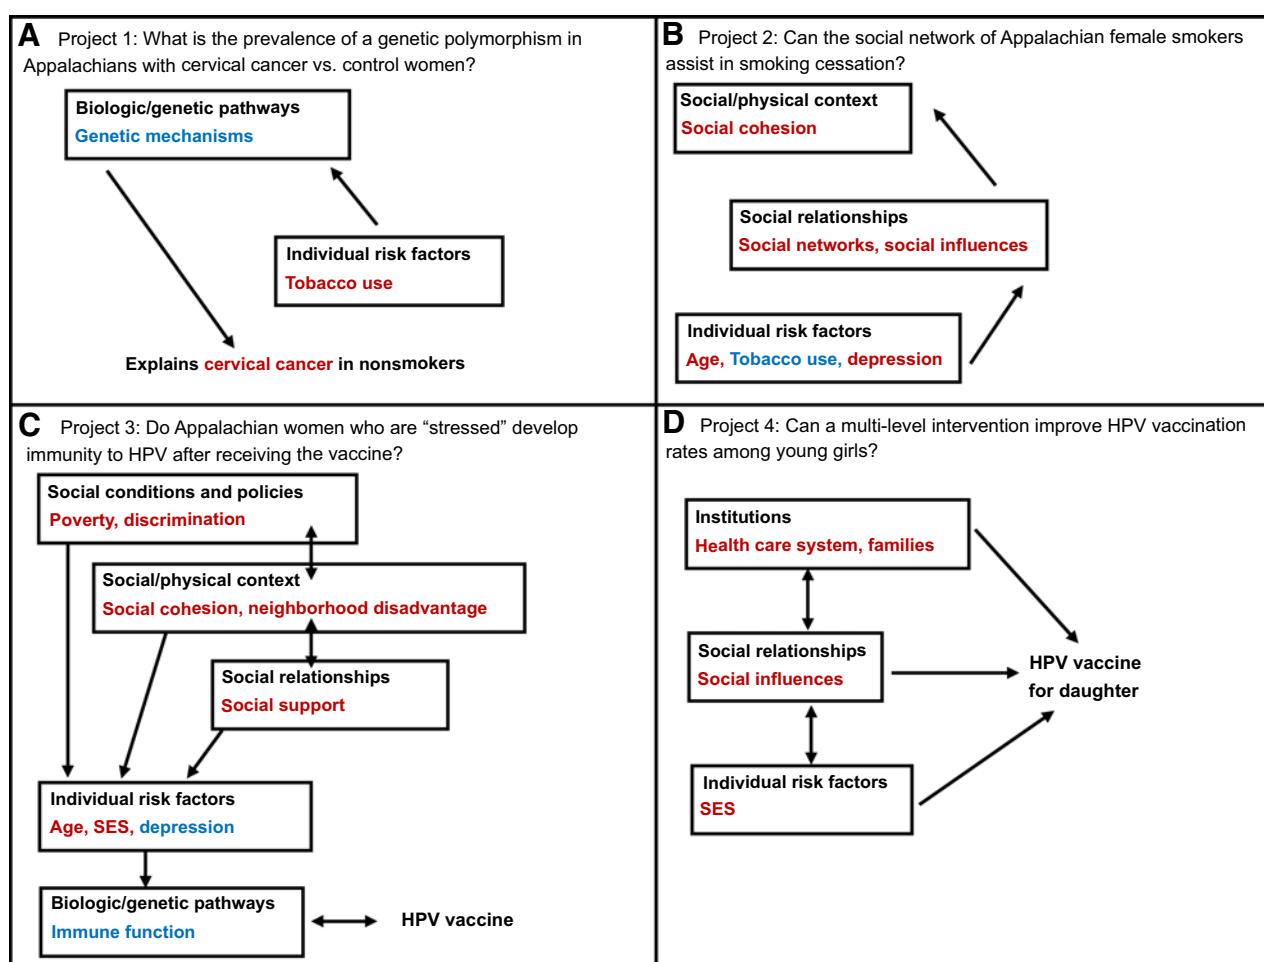 A Project 1: What is the prevalence of a genetic polymorphism in
Appalachians with cervical cancer vs. control women?
Biologic/genetic pathways
Genetic mechanisms
Individual risk factors
Tobacco use
Explains cervical cancer in nonsmokers
B Project 2: Can the social network of Appalachian female smokers
assist in smoking cessation?
Social/physical context
Social cohesion
Social relationships
Social networks, social influences
Individual risk factors
Age, Tobacco use, depression
C Project 3: Do Appalachian women who are “stressed” develop
immunity to HPV after receiving the vaccine?
Social conditions and policies
Poverty, discrimination
Social/physical context
Social cohesion, neighborhood disadvantage
Social relationships
Social support
Individual risk factors
Age, SES, depression
Biologic/genetic pathways
Immune function
HPV vaccine
D Project 4: Can a multi-level intervention improve HPV vaccination
rates among young girls?
Institutions
Health care system, families
Social relationships
Social influences
HPV vaccine
for daughter
Individual risk factors
SES